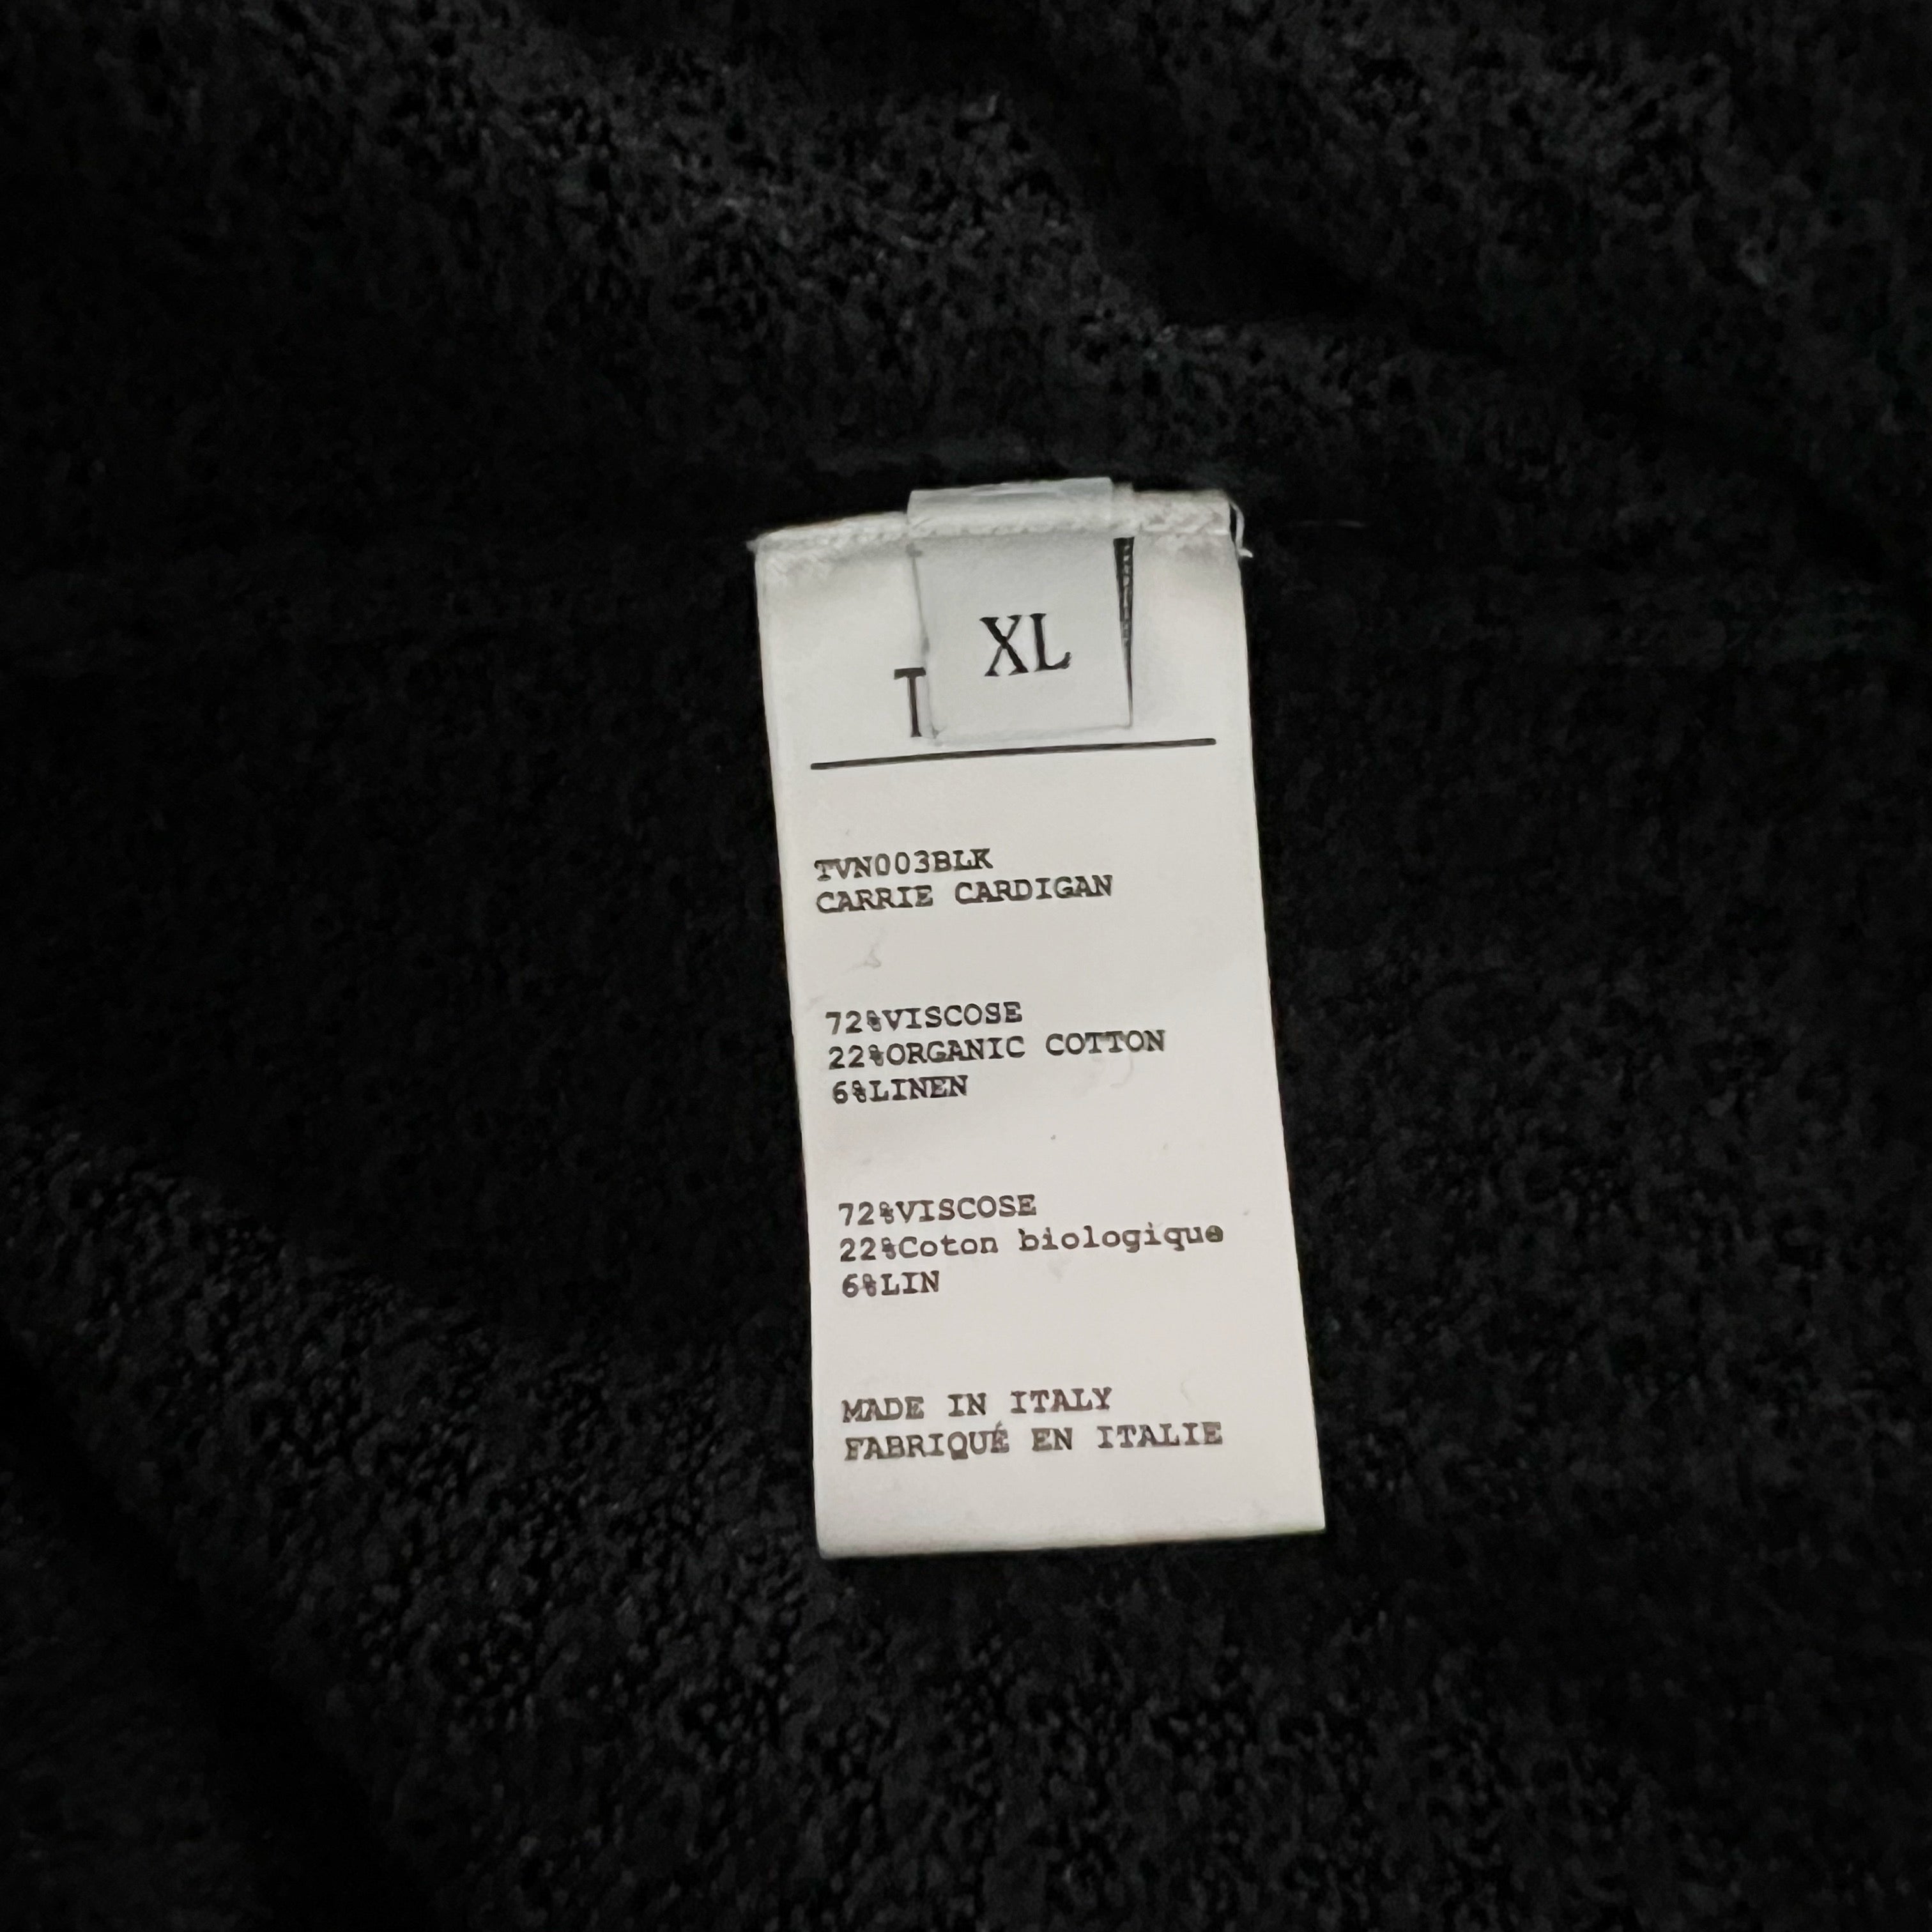 XL
T
TVN003BLK
CARRIE CARDIGAN
72%VISCOSE
22%ORGANIC COTTON
6%LINEN
72%VISCOSE
22%Coton biologique
6%LIN
MADE IN ITALY
FABRIQUÉ EN ITALIE